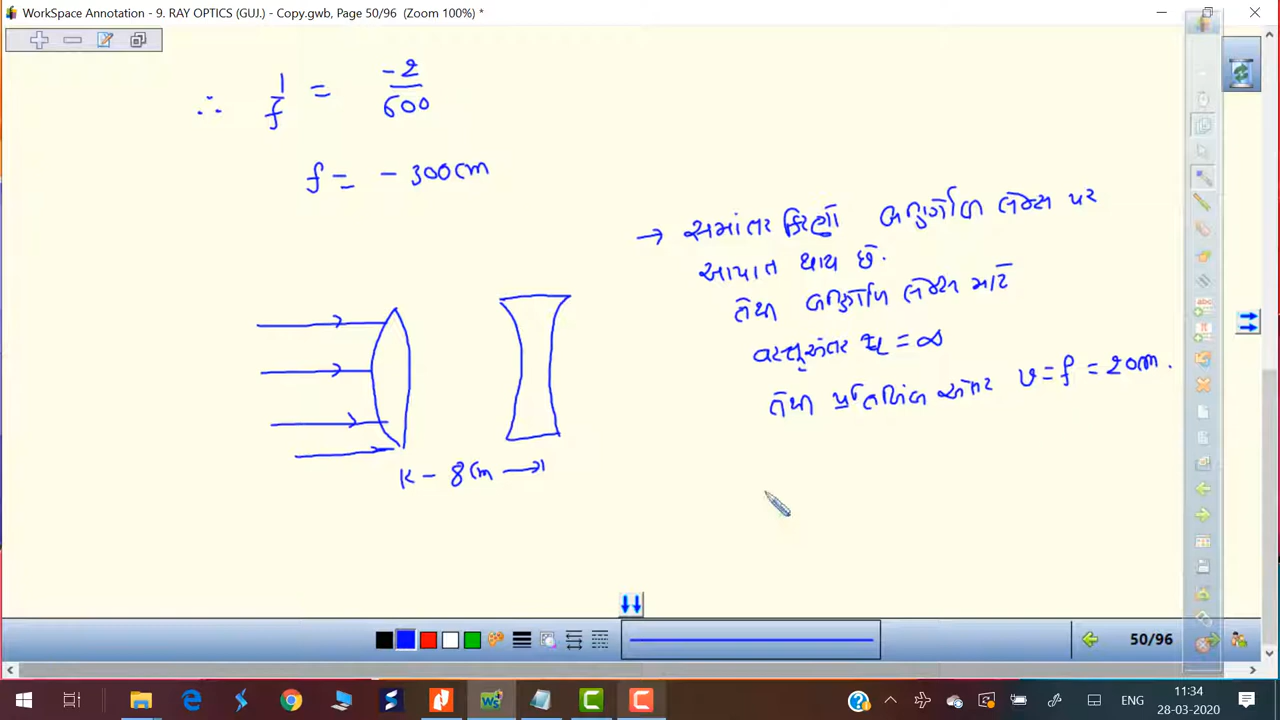 WorkSpace Annotation - 9. RAY OPTICS (GUJ.) - Copy.gwb, Page 50/96 (Zoom 100%) *
∴ 1/f = -2/600
f = - 300cm
→ સમાંતર કિરણો બહિર્ગોળ લેન્સ પર
આપાત થાય છે.
તેથી બહિર્ગોળ લેન્સ માટે
વસ્તુઅંતર u = ∞
તથા પ્રતિબિંબ અંતર v = f = 20cm.
8cm
50/96
ENG
11:34
28-03-2020